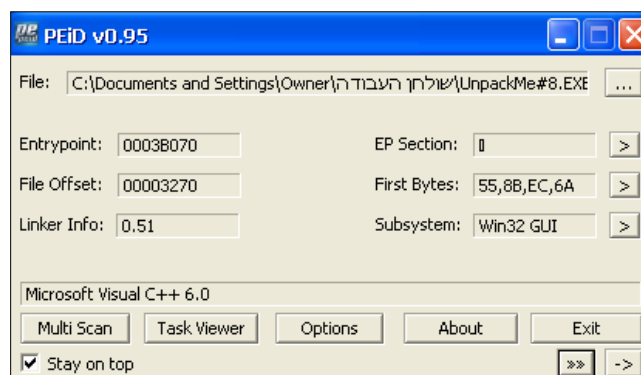 PEiD v0.95
File: C:\Documents and Settings\Owner\שולחן העבודה\UnpackMe#8.EXE ...
Entrypoint: 0003B070 EP Section: >
File Offset: 00003270 First Bytes: 55,8B,EC,6A >
Linker Info: 0.51 Subsystem: Win32 GUI >
Microsoft Visual C++ 6.0
Multi Scan Task Viewer Options About Exit
Stay on top »» ->